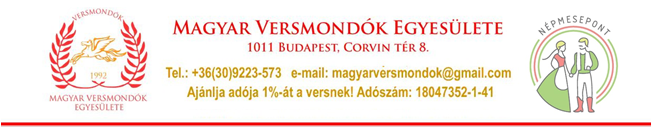 VERSMONDÓK
1992
MAGYAR VERSMONDÓK
EGYESÜLETE
MAGYAR VERSMONDÓK EGYESÜLETE
1011 BUDAPEST, CORVIN TÉR 8.
Tel.: +36(30)9223-573 e-mail: magyarversmondok@gmail.com
Ajánlja adója 1%-át a versnek! Adószám: 18047352-1-41
NÉPMESEPONT